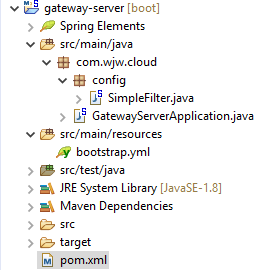 gateway-server [boot]
Spring Elements
src/main/java
com.wjw.cloud
config
SimpleFilter.java
GatewayServerApplication.java
src/main/resources
bootstrap.yml
src/test/java
JRE System Library [JavaSE-1.8]
Maven Dependencies
src
target
pom.xml